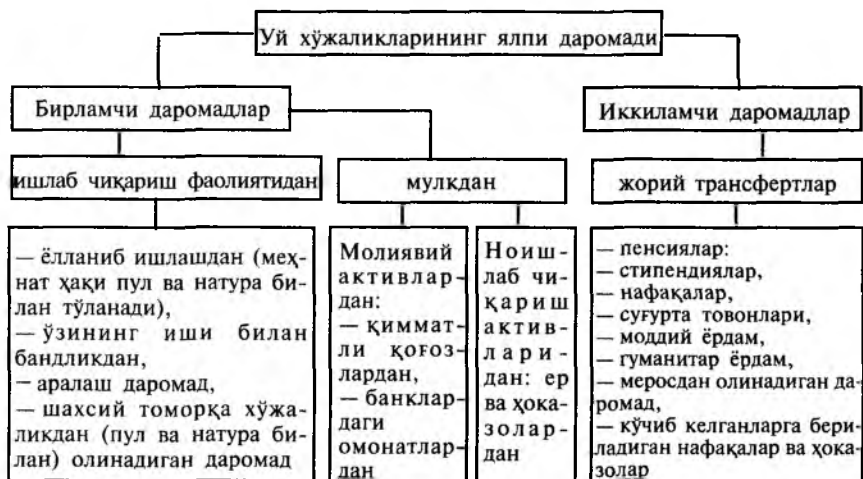 Уй хўжаликларининг ялпи даромади
Бирламчи даромадлар
Иккиламчи даромадлар
ишлаб чиқариш фаолиятидан
мулкдан
жорий трансфертлар
— ёлланиб ишлашдан (меҳ-
нат ҳақи пул ва натура би-
лан тўланади),
— ўзининг иши билан
бандликдан,
— аралаш даромад,
— шахсий томорқа хўжа-
ликдан (пул ва натура би-
лан) олинадиган даромад
Молиявий
активлар-
дан:
— қиммат-
ли қоғоз-
лардан,
— банклар-
даги
омонатлар-
дан
Ноиш-
лаб чи-
қариш
актив-
лари-
дан: ер
ва ҳока-
золар-
дан
— пенсиялар:
— стипендиялар,
— нафақалар,
— суғурта товонлари,
— моддий ёрдам,
— гуманитар ёрдам,
— меросдан олинадиган да-
ромад,
— кўчиб келганларга бери-
ладиган нафақалар ва ҳока-
золар